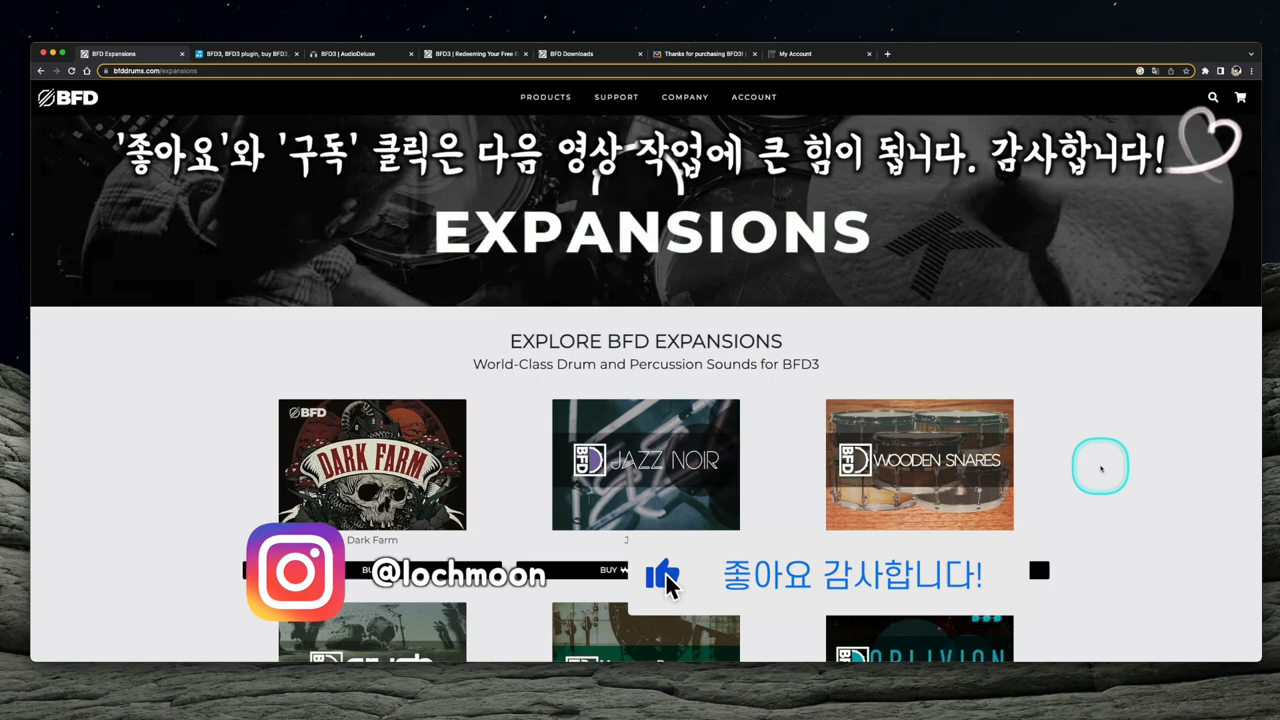 BFD Expansions
BFD3, BFD3 plugin, buy BFD3,
BFD3 | AudioDeluxe
BFD3 | Redeeming Your Free
BFD Downloads
Thanks for purchasing BFD3!
My Account
bfddrums.com/expansions
BFD
PRODUCTS
SUPPORT
COMPANY
ACCOUNT
'좋아요'와 '구독' 클릭은 다음 영상 작업에 큰 힘이 됩니다. 감사합니다!
EXPANSIONS
EXPLORE BFD EXPANSIONS
World-Class Drum and Percussion Sounds for BFD3
BFD
DARK FARM
BFD JAZZ NOIR
BFD WOODEN SNARES
Dark Farm
BUY
@lochmoon
좋아요 감사합니다!
OBLIVION